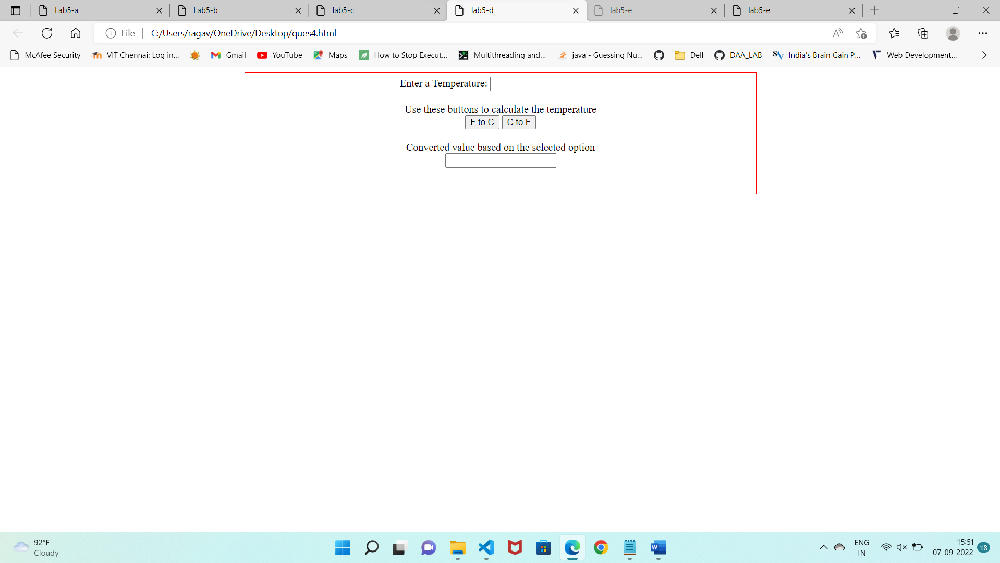 Lab5-a
Lab5-b
lab5-c
lab5-d
lab5-e
lab5-e
File
C:/Users/ragav/OneDrive/Desktop/ques4.html
McAfee Security
VIT Chennai: Log in...
Gmail
YouTube
Maps
How to Stop Execut...
Multithreading and...
java - Guessing Nu...
Dell
DAA_LAB
India's Brain Gain P...
Web Development...
Enter a Temperature:
Use these buttons to calculate the temperature
F to C C to F
Converted value based on the selected option
92°F
Cloudy
ENG
IN
15:51
07-09-2022
18